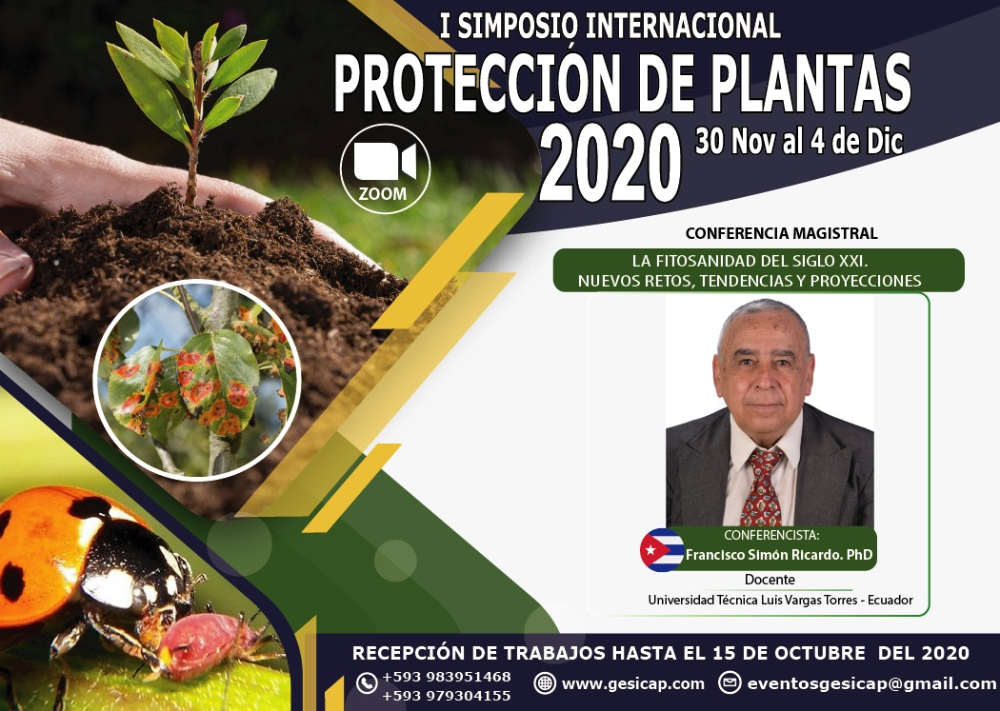 I SIMPOSIO INTERNACIONAL
PROTECCIÓN DE PLANTAS
2020 30 Nov al 4 de Dic
ZOOM
CONFERENCIA MAGISTRAL
LA FITOSANIDAD DEL SIGLO XXI.
NUEVOS RETOS, TENDENCIAS Y PROYECCIONES
CONFERENCISTA:
Francisco Simón Ricardo. PhD
Docente
Universidad Técnica Luis Vargas Torres - Ecuador
RECEPCIÓN DE TRABAJOS HASTA EL 15 DE OCTUBRE DEL 2020
+593 983951468
+593 979304155
www.gesicap.com
eventosgesicap@gmail.com